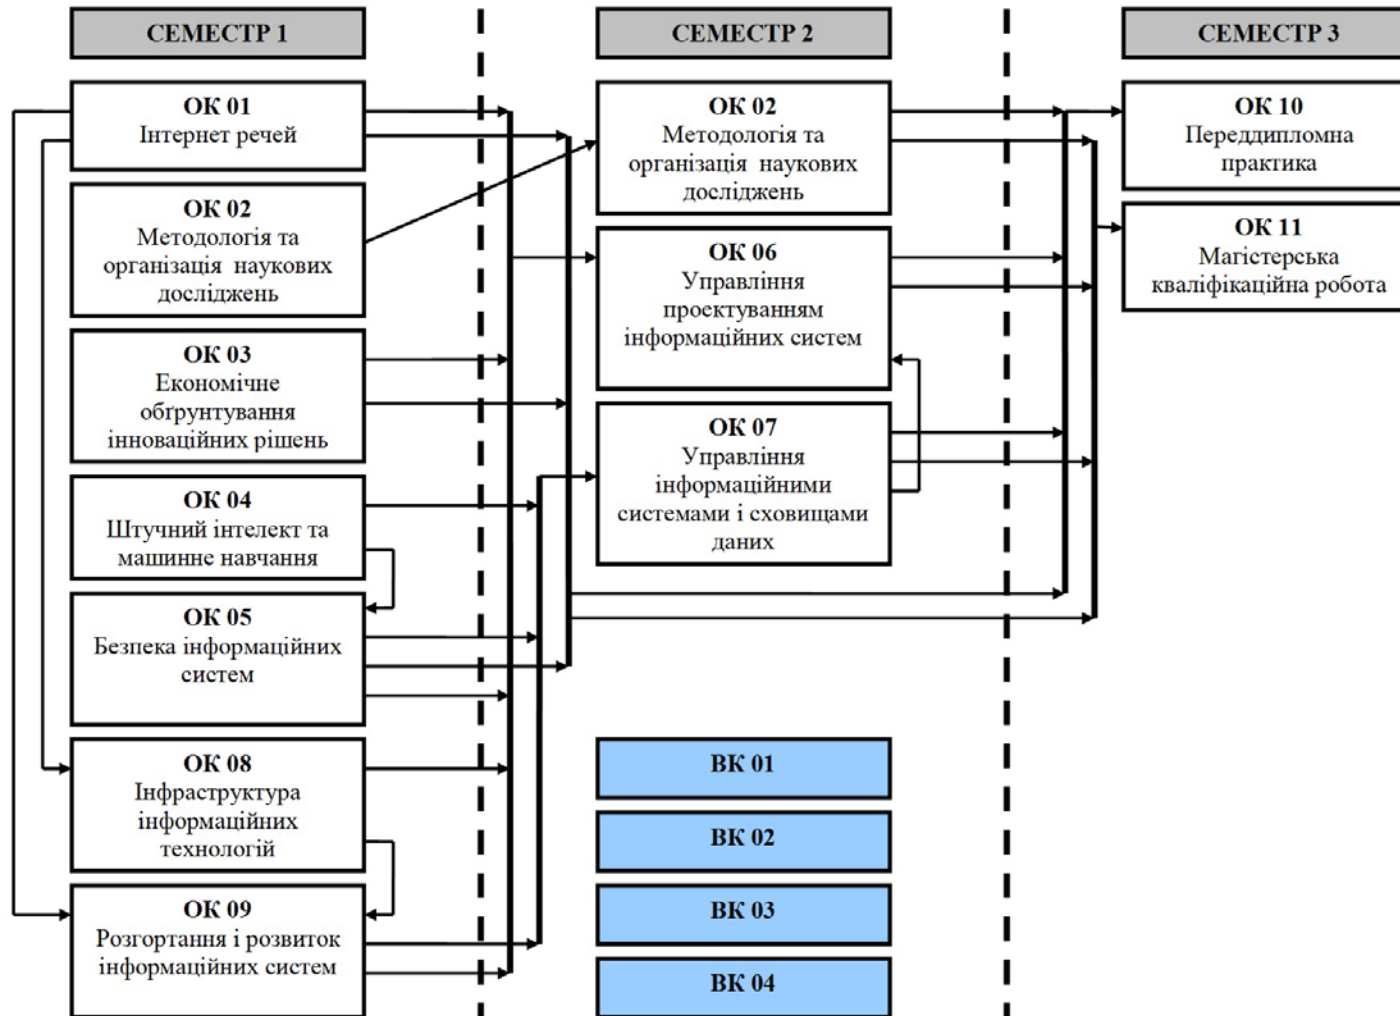 СЕМЕСТР 1
ОК 01
Інтернет речей
ОК 02
Методологія та
організація наукових
досліджень
ОК 03
Економічне
обґрунтування
інноваційних рішень
ОК 04
Штучний інтелект та
машинне навчання
ОК 05
Безпека інформаційних
систем
ОК 08
Інфраструктура
інформаційних
технологій
ОК 09
Розгортання і розвиток
інформаційних систем
СЕМЕСТР 2
ОК 02
Методологія та
організація наукових
досліджень
ОК 06
Управління
проектуванням
інформаційних систем
ОК 07
Управління
інформаційними
системами і сховищами
даних
ВК 01
ВК 02
ВК 03
ВК 04
СЕМЕСТР 3
ОК 10
Переддипломна
практика
ОК 11
Магістерська
кваліфікаційна робота